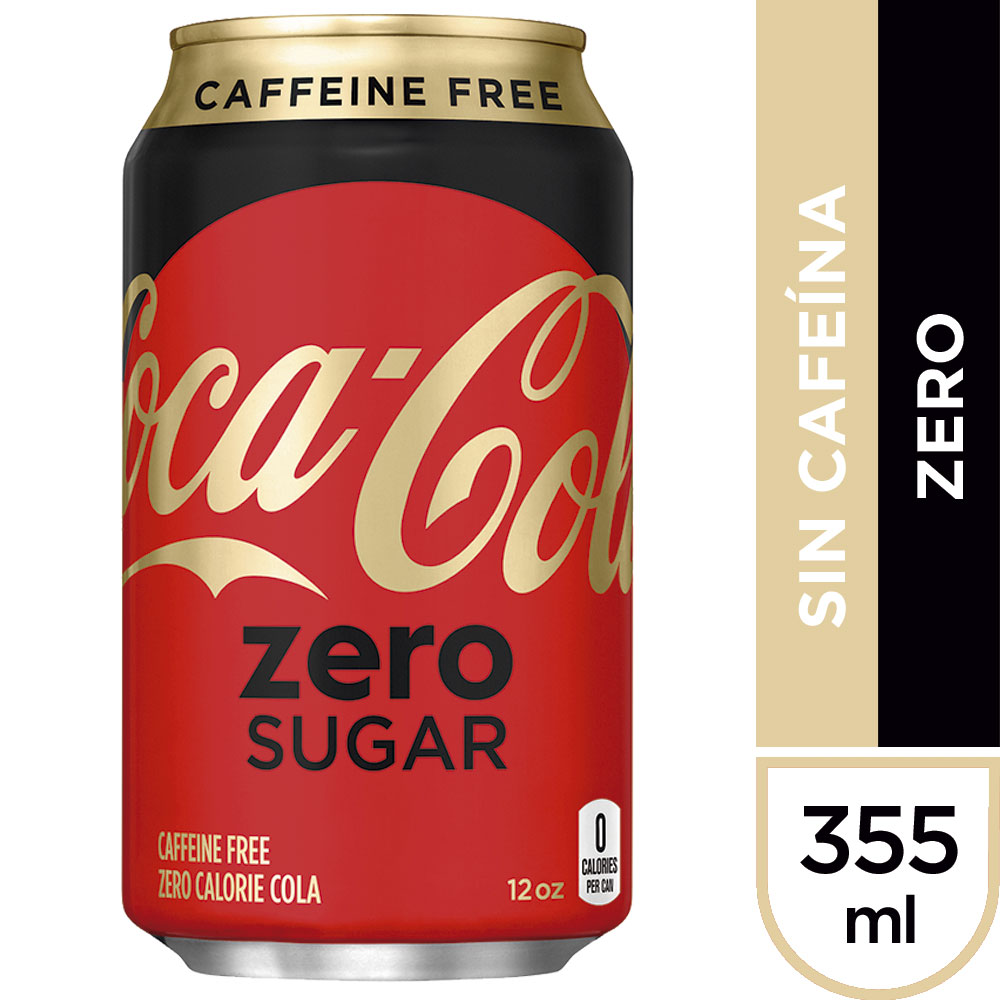 CAFFEINE FREE
Coca-Cola
zero
SUGAR
CAFFEINE FREE
ZERO CALORIE COLA
12 oz
0
CALORIES
PER CAN
SIN CAFEÍNA
ZERO
355
ml